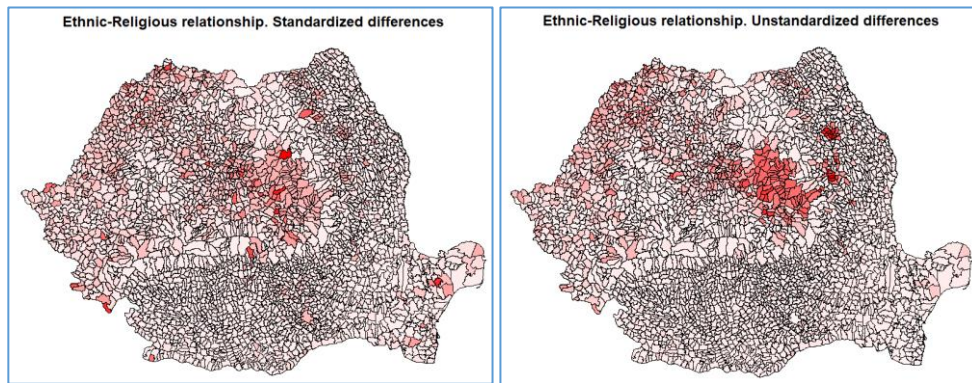 Ethnic-Religious relationship. Standardized differences
Ethnic-Religious relationship. Unstandardized differences